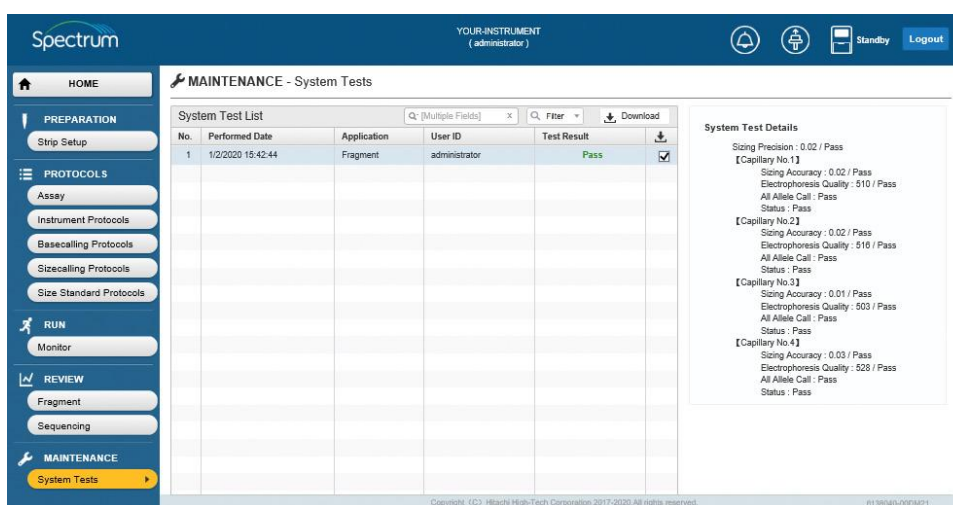 Spectrum
YOUR-INSTRUMENT
( administrator )
Standby
Logout
HOME
PREPARATION
Strip Setup
PROTOCOLS
Assay
Instrument Protocols
Basecalling Protocols
Sizecalling Protocols
Size Standard Protocols
RUN
Monitor
REVIEW
Fragment
Sequencing
MAINTENANCE
System Tests
MAINTENANCE - System Tests
System Test List
[Multiple Fields] x
Filter
Download
No. Performed Date Application User ID Test Result
1 1/2/2020 15:42:44 Fragment administrator Pass
System Test Details
Sizing Precision : 0.02 / Pass
【Capillary No.1】
Sizing Accuracy : 0.02 / Pass
Electrophoresis Quality : 510 / Pass
All Allele Call : Pass
Status : Pass
【Capillary No.2】
Sizing Accuracy : 0.02 / Pass
Electrophoresis Quality : 516 / Pass
All Allele Call : Pass
Status : Pass
【Capillary No.3】
Sizing Accuracy : 0.01 / Pass
Electrophoresis Quality : 503 / Pass
All Allele Call : Pass
Status : Pass
【Capillary No.4】
Sizing Accuracy : 0.03 / Pass
Electrophoresis Quality : 528 / Pass
All Allele Call : Pass
Status : Pass
Copyright (C) Hitachi High-Tech Corporation 2017-2020 All rights reserved.